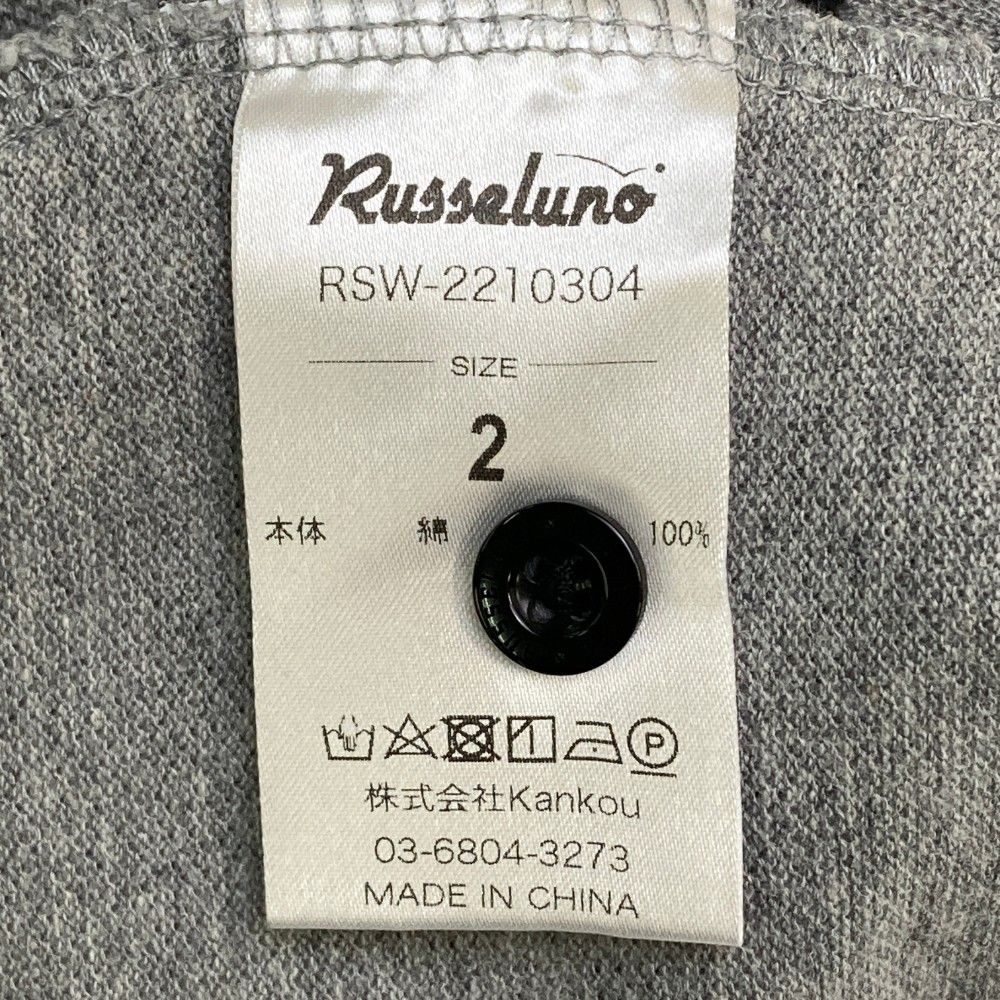 Russeluno
RSW-2210304
SIZE
2
本体 綿 100%
P
株式会社Kankou
03-6804-3273
MADE IN CHINA